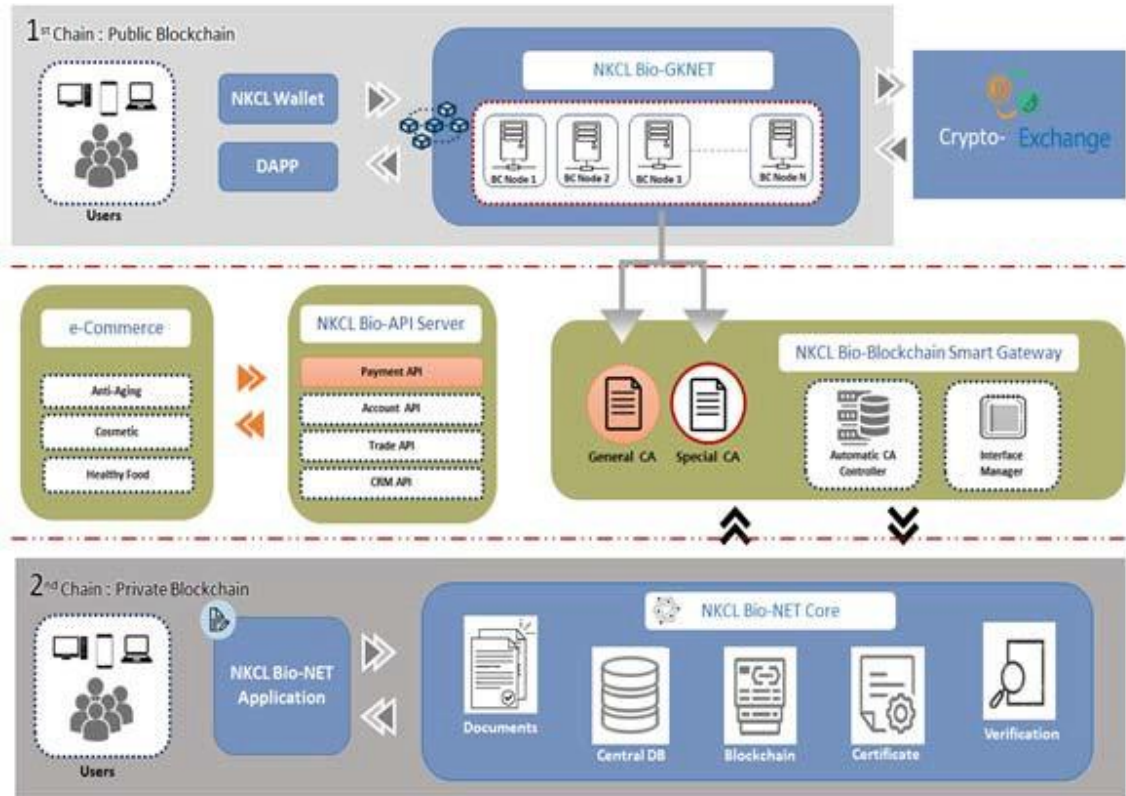 1st Chain : Public Blockchain
Users
NKCL Wallet
DAPP
NKCL Bio-GKNET
BC Node 1
BC Node 2
BC Node 3
BC Node N
Crypto- Exchange
e-Commerce
Anti-Aging
Cosmetic
Healthy Food
NKCL Bio-API Server
Payment API
Account API
Trade API
CRM API
NKCL Bio-Blockchain Smart Gateway
General CA
Special CA
Automatic CA
Controller
Interface
Manager
2nd Chain : Private Blockchain
Users
NKCL Bio-NET
Application
NKCL Bio-NET Core
Documents
Central DB
Blockchain
Certificate
Verification